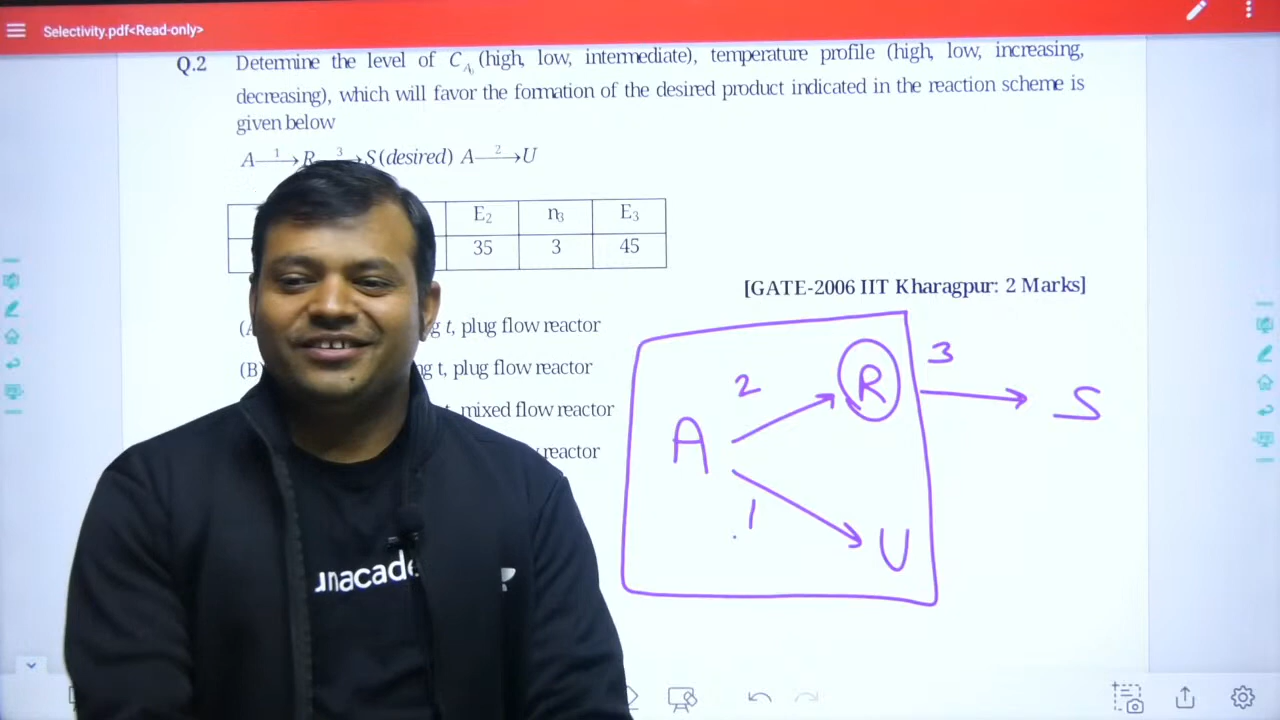 Selectivity.pdf<Read-only>
Q.2 Determine the level of C_A₀ (high, low, intermediate), temperature profile (high, low, increasing,
decreasing), which will favor the formation of the desired product indicated in the reaction scheme is
given below
A —1→ R —3→ S(desired) A —2→ U
E₂ n₃ E₃
35 3 45
[GATE-2006 IIT Kharagpur: 2 Marks]
g t, plug flow reactor
(B) ng t, plug flow reactor
t, mixed flow reactor
reactor
2 R 3 S
A
1 U
unacade